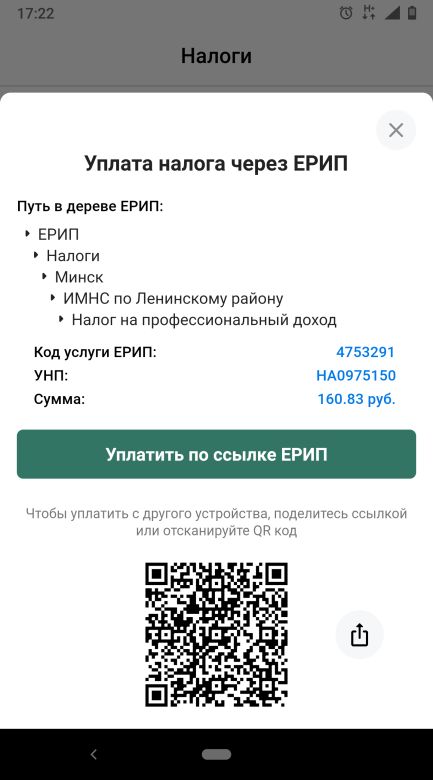 17:22
H+
Налоги
Уплата налога через ЕРИП
Путь в дереве ЕРИП:
ЕРИП
Налоги
Минск
ИМНС по Ленинскому району
Налог на профессиональный доход
Код услуги ЕРИП: 4753291
УНП: HA0975150
Сумма: 160.83 руб.
Уплатить по ссылке ЕРИП
Чтобы уплатить с другого устройства, поделитесь ссылкой
или отсканируйте QR код